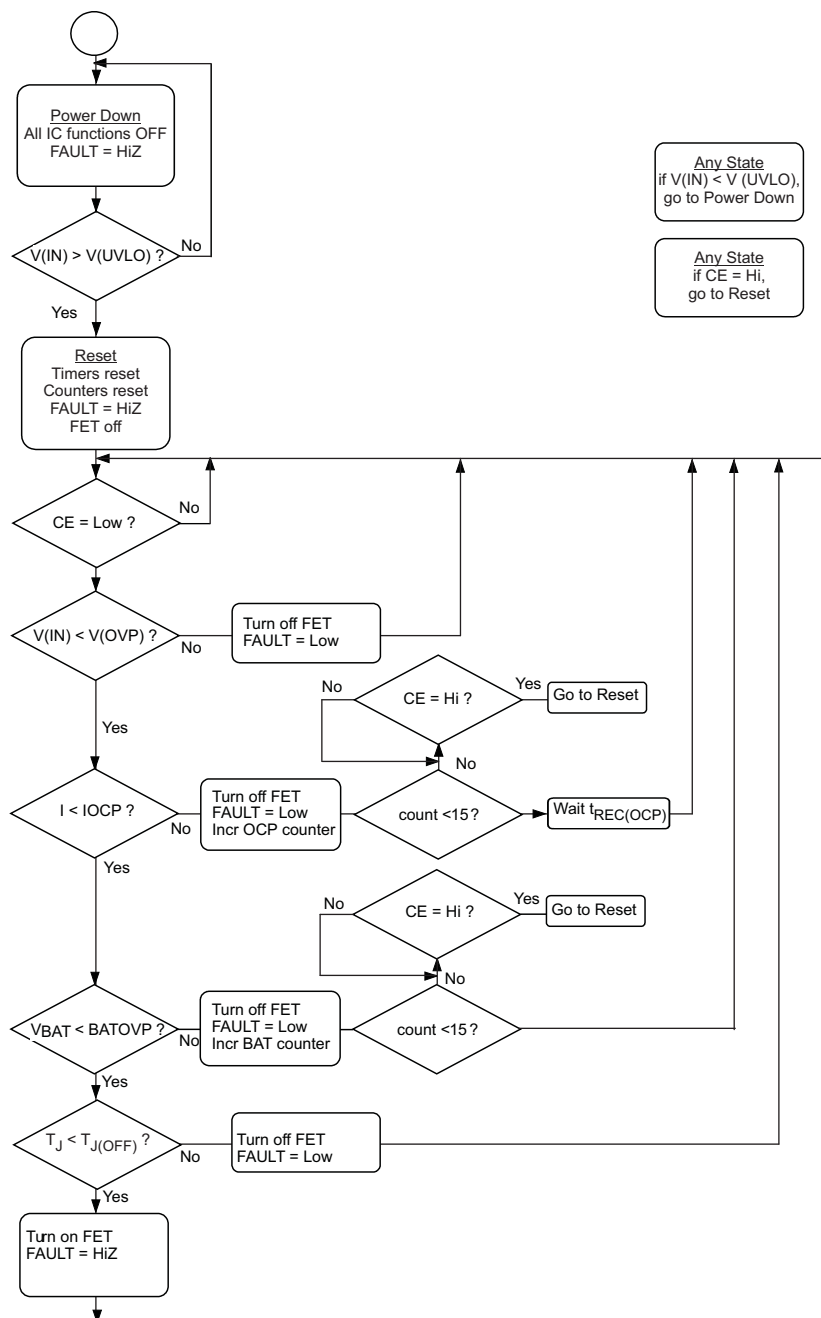 Power Down
All IC functions OFF
FAULT = HiZ
Any State
if V(IN) < V (UVLO),
go to Power Down
V(IN) > V(UVLO) ?
No
Any State
if CE = Hi,
go to Reset
Yes
Reset
Timers reset
Counters reset
FAULT = HiZ
FET off
CE = Low ?
No
V(IN) < V(OVP) ?
No
Turn off FET
FAULT = Low
Yes
No
CE = Hi ?
Yes
Go to Reset
No
I < IOCP ?
No
Turn off FET
FAULT = Low
Incr OCP counter
count <15 ?
Wait tREC(OCP)
Yes
No
CE = Hi ?
Yes
Go to Reset
No
VBAT < BATOVP ?
No
Turn off FET
FAULT = Low
Incr BAT counter
count <15 ?
Yes
TJ < TJ(OFF) ?
No
Turn off FET
FAULT = Low
Yes
Turn on FET
FAULT = HiZ